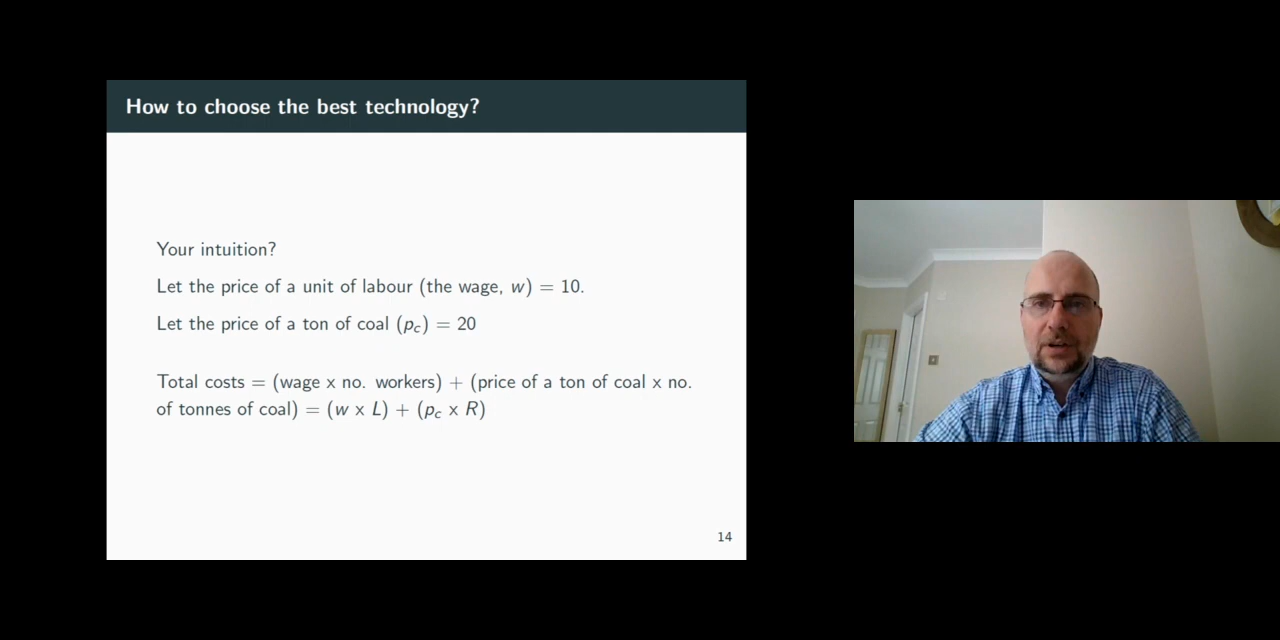 How to choose the best technology?
Your intuition?
Let the price of a unit of labour (the wage, w) = 10.
Let the price of a ton of coal (p_c) = 20
Total costs = (wage x no. workers) + (price of a ton of coal x no.
of tonnes of coal) = (w x L) + (p_c x R)
14